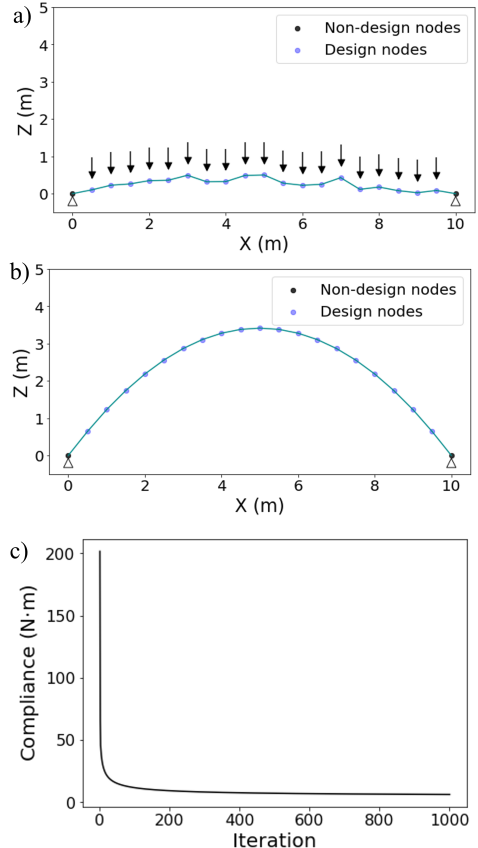 a)
5
4
3
2
1
0
Z (m)
Non-design nodes
Design nodes
0 2 4 6 8 10
X (m)
b)
5
4
3
2
1
0
Z (m)
Non-design nodes
Design nodes
0 2 4 6 8 10
X (m)
c)
200
150
100
50
0
Compliance (N·m)
0 200 400 600 800 1000
Iteration